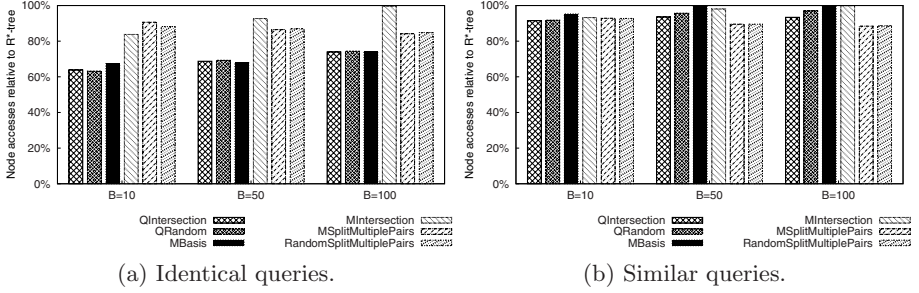 Node accesses relative to R*-tree
100%
80%
60%
40%
20%
0%
B=10 B=50 B=100
QIntersection MIntersection
QRandom MSplitMultiplePairs
MBasis RandomSplitMultiplePairs
(a) Identical queries.
Node accesses relative to R*-tree
100%
80%
60%
40%
20%
0%
B=10 B=50 B=100
QIntersection MIntersection
QRandom MSplitMultiplePairs
MBasis RandomSplitMultiplePairs
(b) Similar queries.